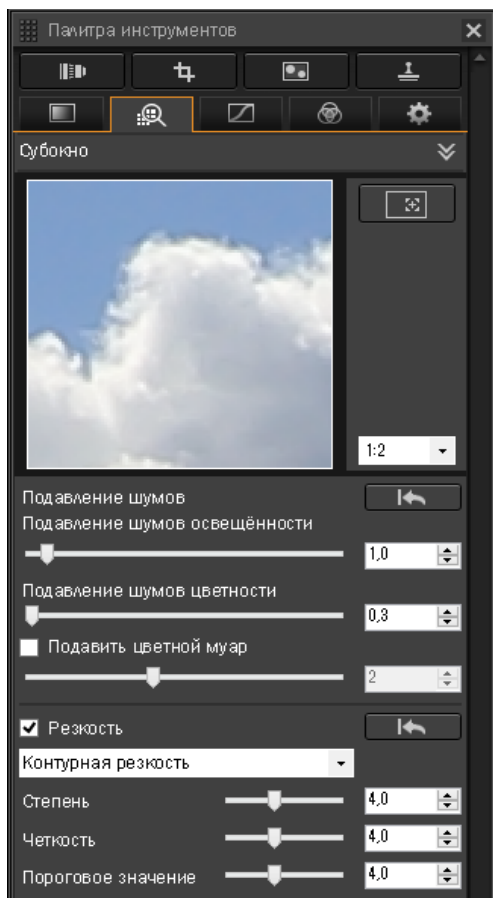 Палитра инструментов
Субокно
1:2
Подавление шумов
Подавление шумов освещённости
1,0
Подавление шумов цветности
0,3
Подавить цветной муар
2
Резкость
Контурная резкость
Степень 4,0
Четкость 4,0
Пороговое значение 4,0